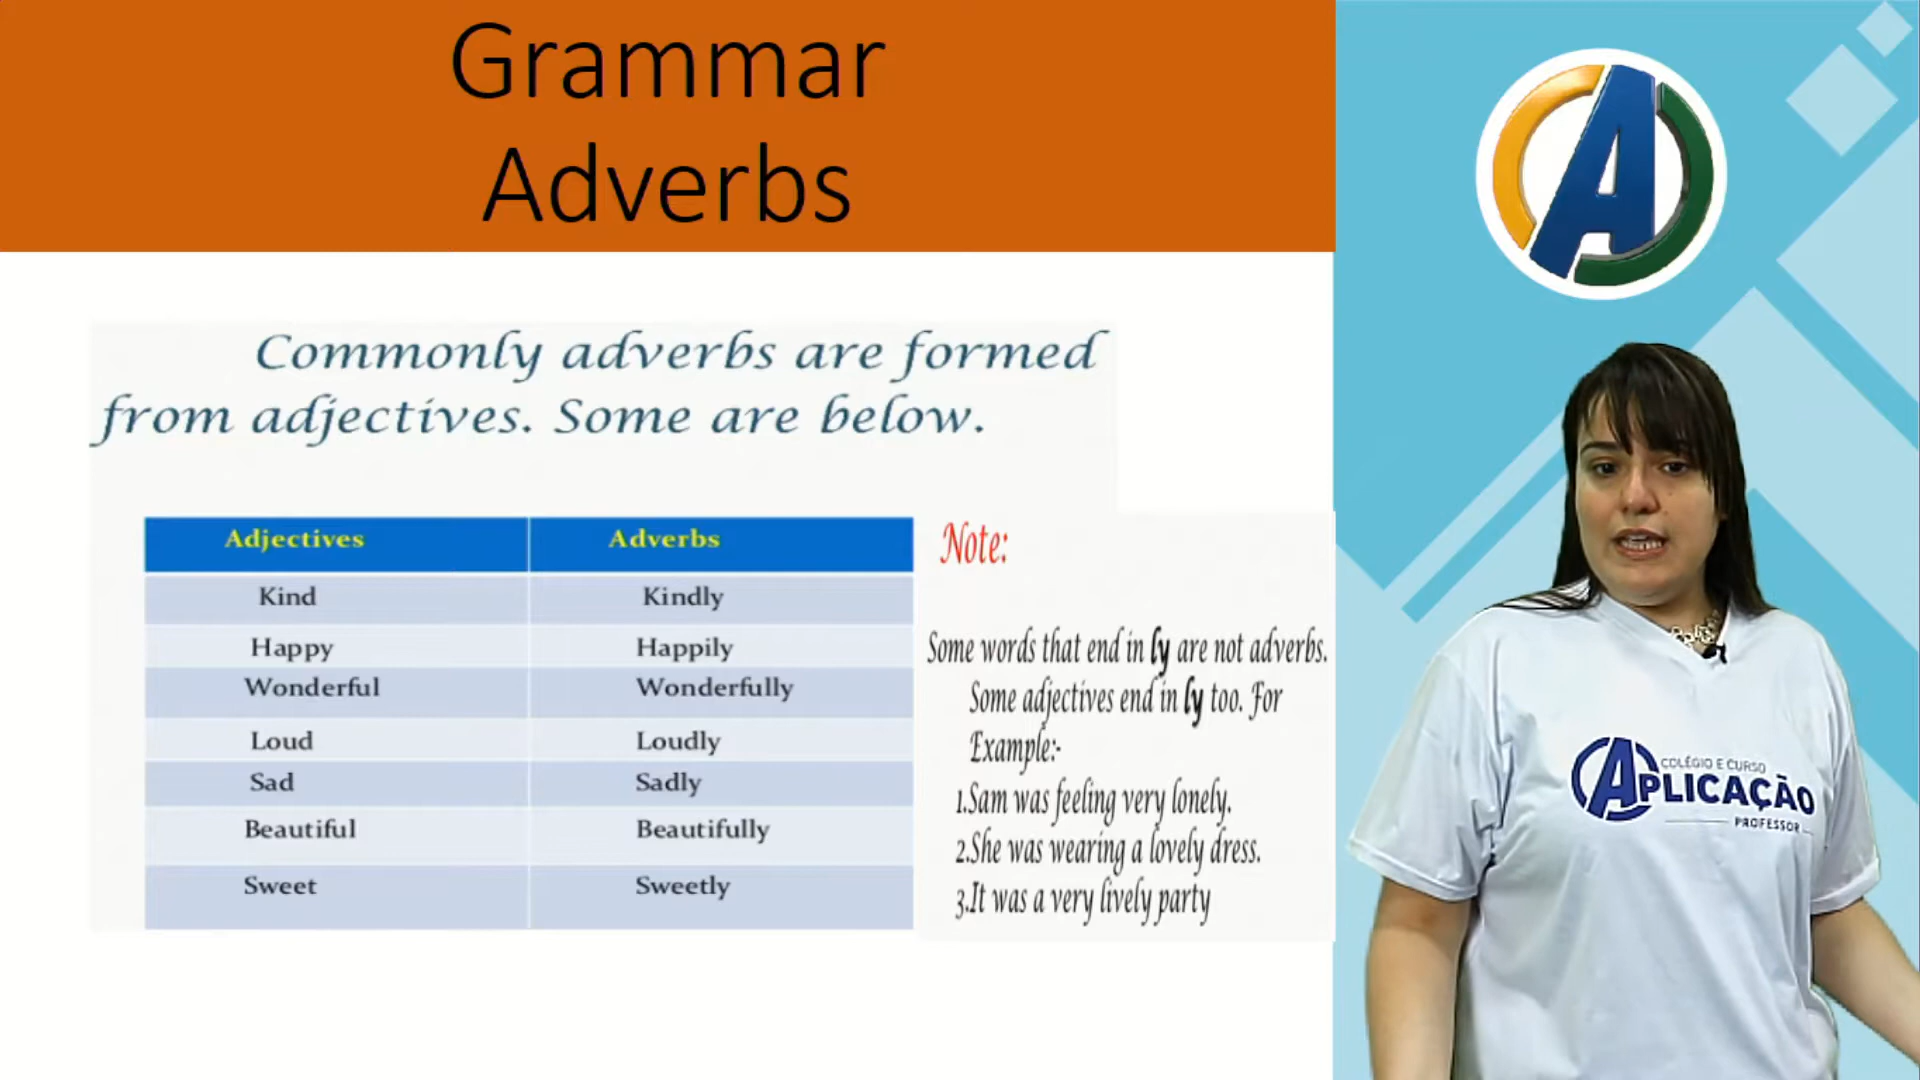 Grammar
Adverbs
Commonly adverbs are formed
from adjectives. Some are below.
Adjectives Adverbs
Kind Kindly
Happy Happily
Wonderful Wonderfully
Loud Loudly
Sad Sadly
Beautiful Beautifully
Sweet Sweetly
Note:
Some words that end in ly are not adverbs.
Some adjectives end in ly too. For
Example:-
1.Sam was feeling very lonely.
2.She was wearing a lovely dress.
3.It was a very lively party
A
COLÉGIO E CURSO
APLICAÇÃO
PROFESSOR